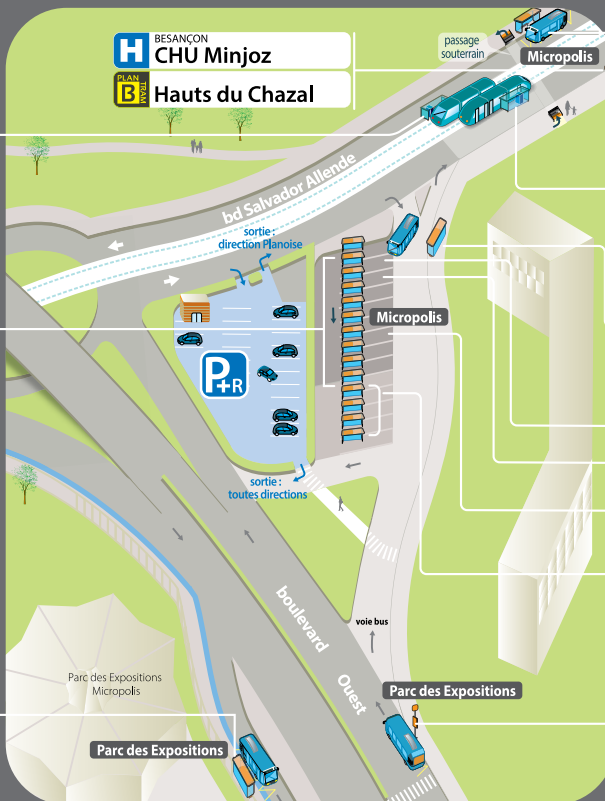 H
BESANÇON
CHU Minjoz
PLAN B TRAM
Hauts du Chazal
passage
souterrain
Micropolis
bd Salvador Allende
sortie :
direction Planoise
Micropolis
P+R
sortie :
toutes directions
boulevard
Ouest
voie bus
Parc des Expositions
Micropolis
Parc des Expositions
Parc des Expositions